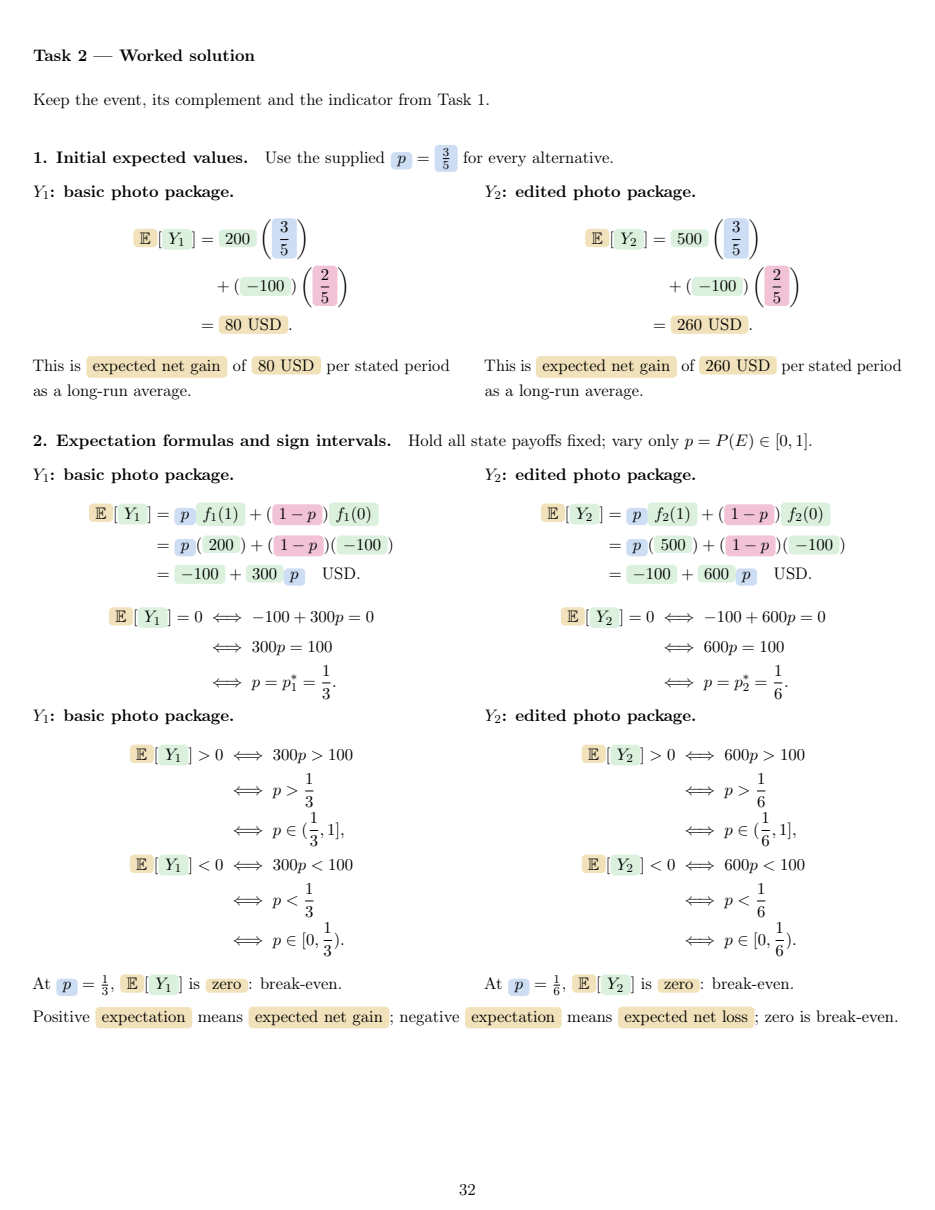 Task 2 — Worked solution
Keep the event, its complement and the indicator from Task 1.
1. Initial expected values. Use the supplied p = 3/5 for every alternative.
Y₁: basic photo package.
𝔼[Y₁] = 200 (3/5)
+ (−100) (2/5)
= 80 USD.
This is expected net gain of 80 USD per stated period
as a long-run average.
Y₂: edited photo package.
𝔼[Y₂] = 500 (3/5)
+ (−100) (2/5)
= 260 USD.
This is expected net gain of 260 USD per stated period
as a long-run average.
2. Expectation formulas and sign intervals. Hold all state payoffs fixed; vary only p = P(E) ∈ [0, 1].
Y₁: basic photo package.
𝔼[Y₁] = p f₁(1) + (1 − p) f₁(0)
= p(200) + (1 − p)(−100)
= −100 + 300 p USD.
𝔼[Y₁] = 0 ⟺ −100 + 300p = 0
⟺ 300p = 100
⟺ p = p₁* = 1/3.
Y₂: edited photo package.
𝔼[Y₂] = p f₂(1) + (1 − p) f₂(0)
= p(500) + (1 − p)(−100)
= −100 + 600 p USD.
𝔼[Y₂] = 0 ⟺ −100 + 600p = 0
⟺ 600p = 100
⟺ p = p₂* = 1/6.
Y₁: basic photo package.
𝔼[Y₁] > 0 ⟺ 300p > 100
⟺ p > 1/3
⟺ p ∈ (1/3, 1],
𝔼[Y₁] < 0 ⟺ 300p < 100
⟺ p < 1/3
⟺ p ∈ [0, 1/3).
At p = 1/3, 𝔼[Y₁] is zero: break-even.
Y₂: edited photo package.
𝔼[Y₂] > 0 ⟺ 600p > 100
⟺ p > 1/6
⟺ p ∈ (1/6, 1],
𝔼[Y₂] < 0 ⟺ 600p < 100
⟺ p < 1/6
⟺ p ∈ [0, 1/6).
At p = 1/6, 𝔼[Y₂] is zero: break-even.
Positive expectation means expected net gain; negative expectation means expected net loss; zero is break-even.
32